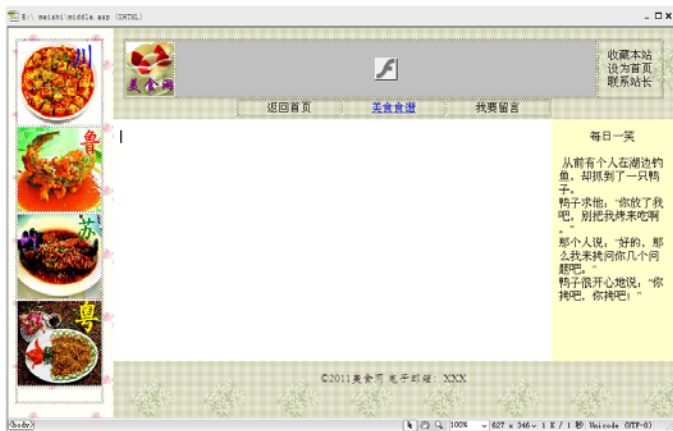 E:\ meishi\middle.asp (XHTML)
川
鲁
苏
粤
美食网
收藏本站
设为首页
联系站长
返回首页
美食食谱
我要留言
每日一笑
从前有个人在湖边钓
鱼，却抓到了一只鸭
子。
鸭子求他：“你放了我
吧，别把我烤来吃啊
。”
那个人说：“好的，那
么我来拷问你几个问
题吧。”
鸭子很开心地说：“你
拷吧，你拷吧！”
©2011美食网 电子邮箱：XXX
<body>
100%
627 x 346
1 K / 1 秒 Unicode (UTF-8)